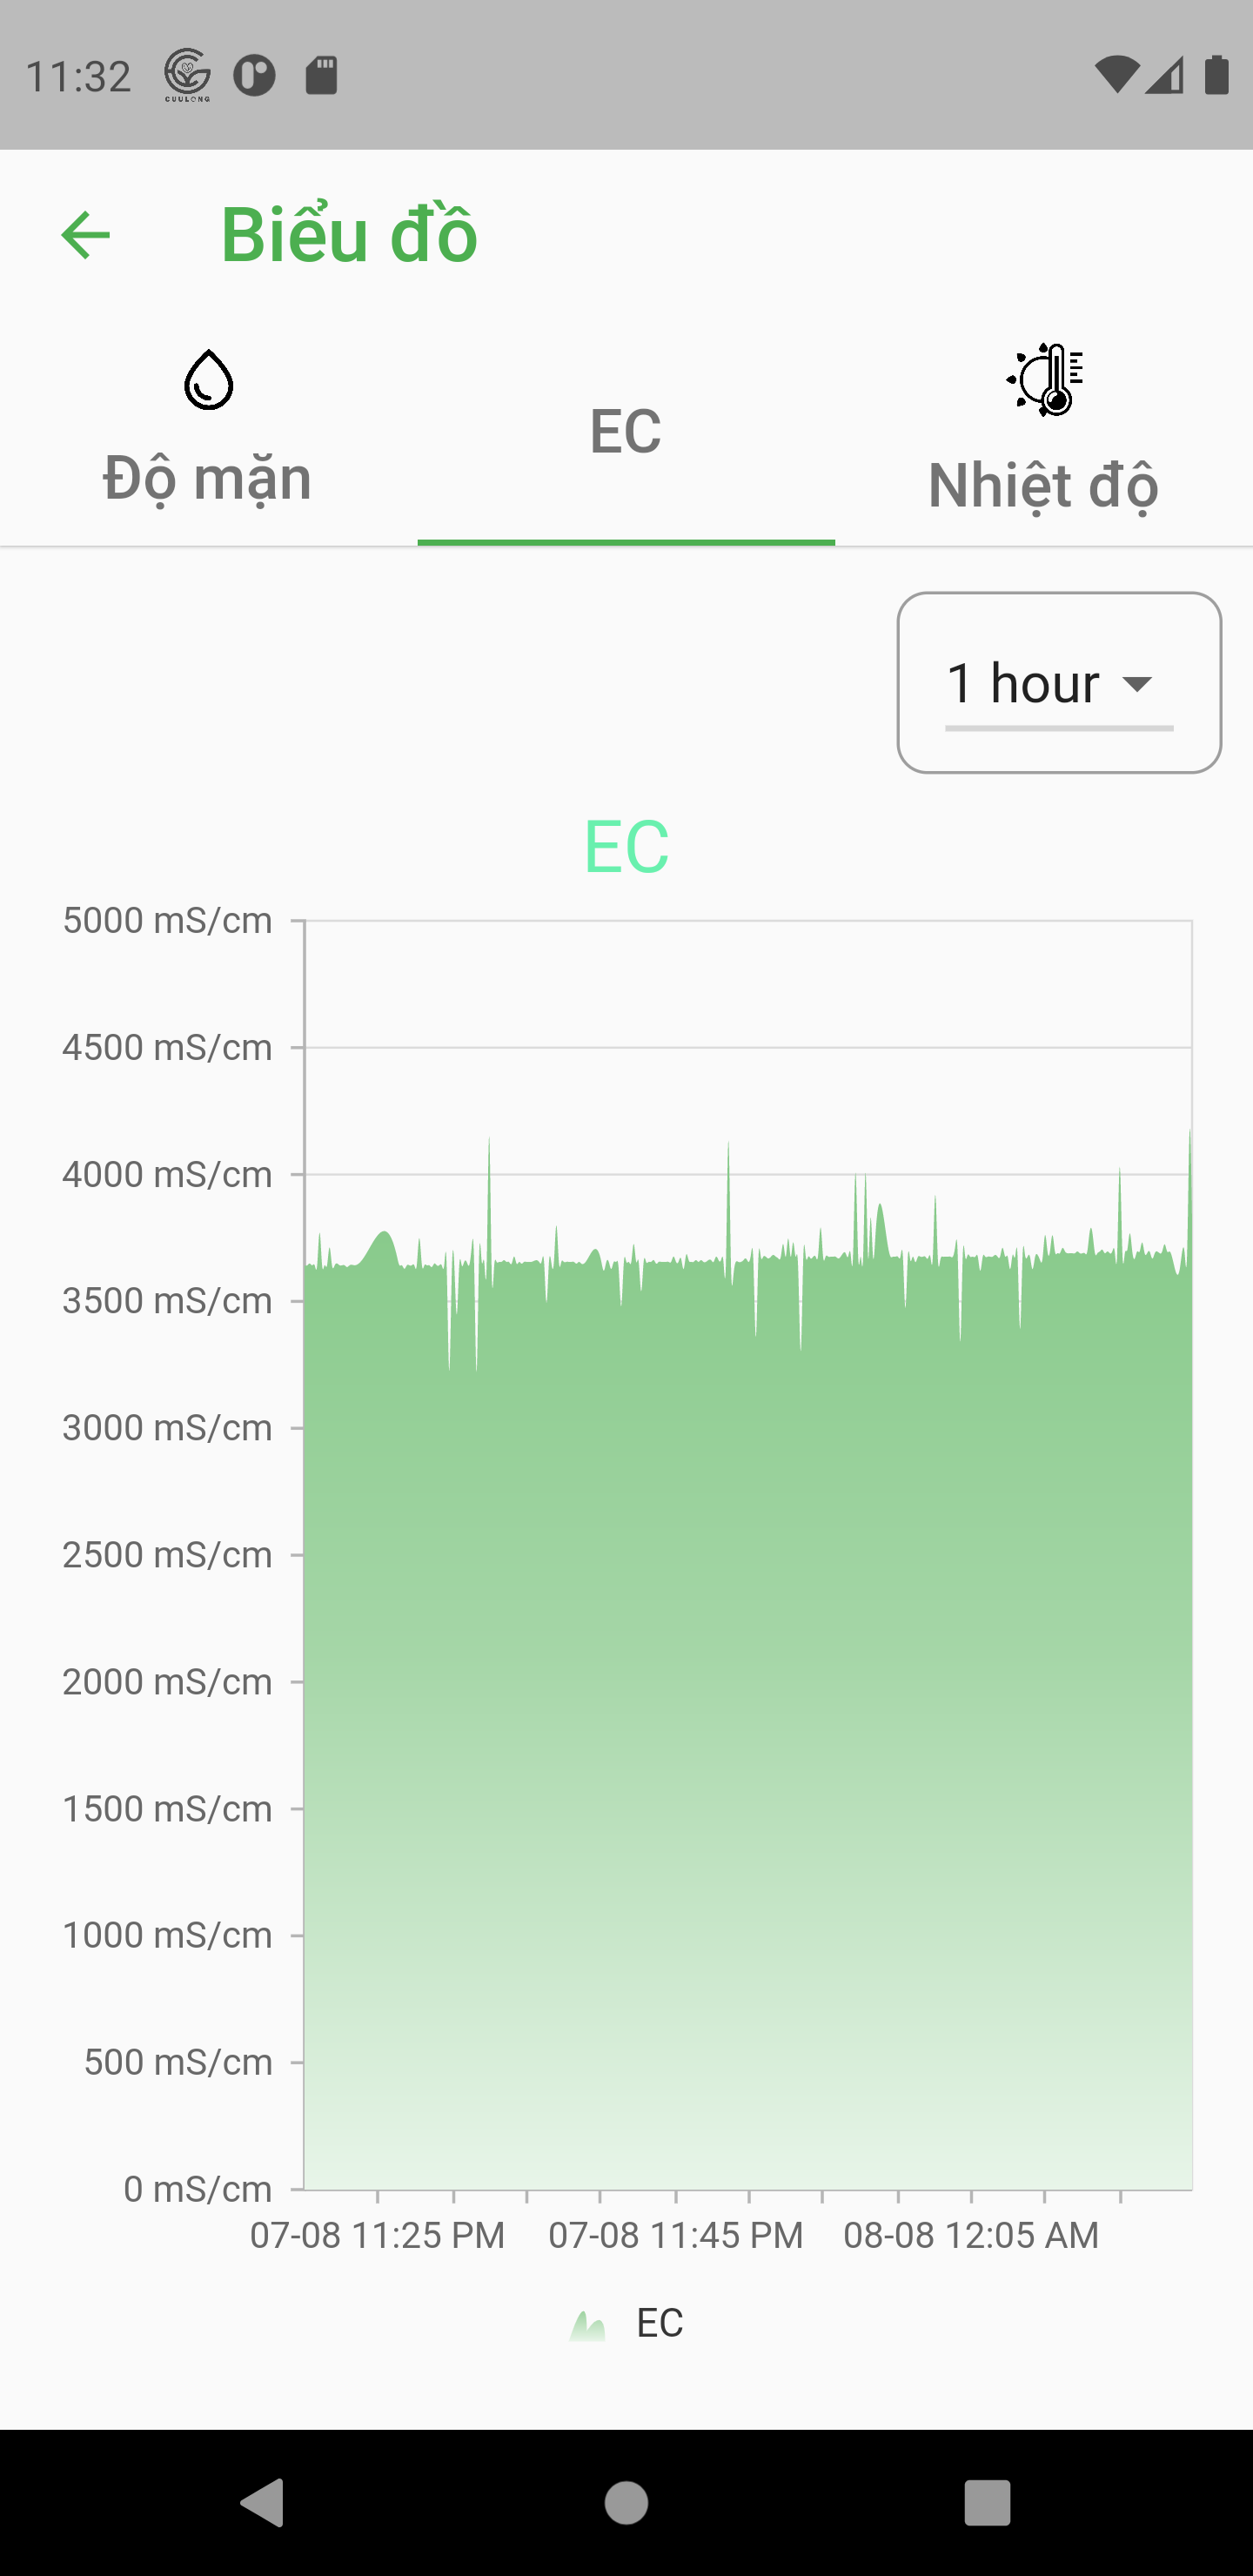 11:32
CUULONG
Biểu đồ
Độ mặn
EC
Nhiệt độ
1 hour
EC
5000 mS/cm
4500 mS/cm
4000 mS/cm
3500 mS/cm
3000 mS/cm
2500 mS/cm
2000 mS/cm
1500 mS/cm
1000 mS/cm
500 mS/cm
0 mS/cm
07-08 11:25 PM 07-08 11:45 PM 08-08 12:05 AM
EC